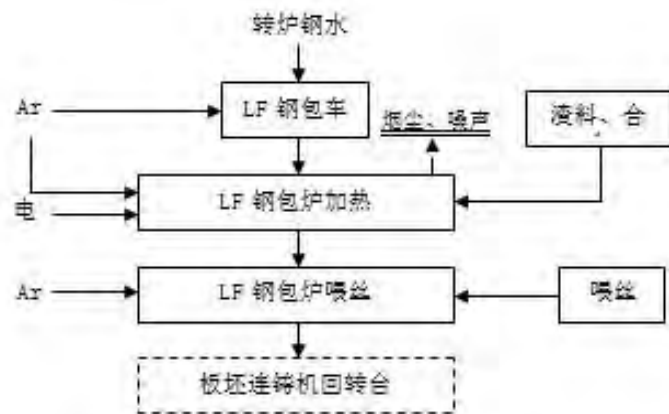 转炉钢水
Ar
LF 钢包车
烟尘、噪声
渣料、合
LF 钢包炉加热
电
Ar
LF 钢包炉喂丝
喂丝
板坯连铸机回转台